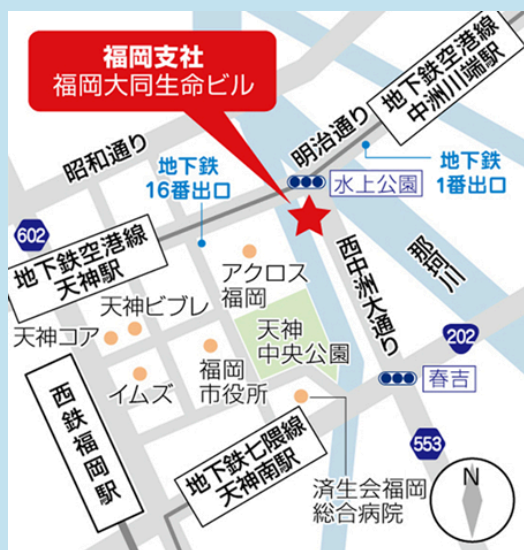 福岡支社
福岡大同生命ビル
地下鉄空港線
中洲川端駅
昭和通り
明治通り
地下鉄
16番出口
地下鉄
1番出口
水上公園
602
地下鉄空港線
天神駅
アクロス
福岡
西中洲大通り
那珂川
天神ビブレ
天神コア
天神
中央公園
202
イムズ
福岡
市役所
春吉
西鉄福岡駅
地下鉄七隈線
天神南駅
553
済生会福岡
総合病院
N